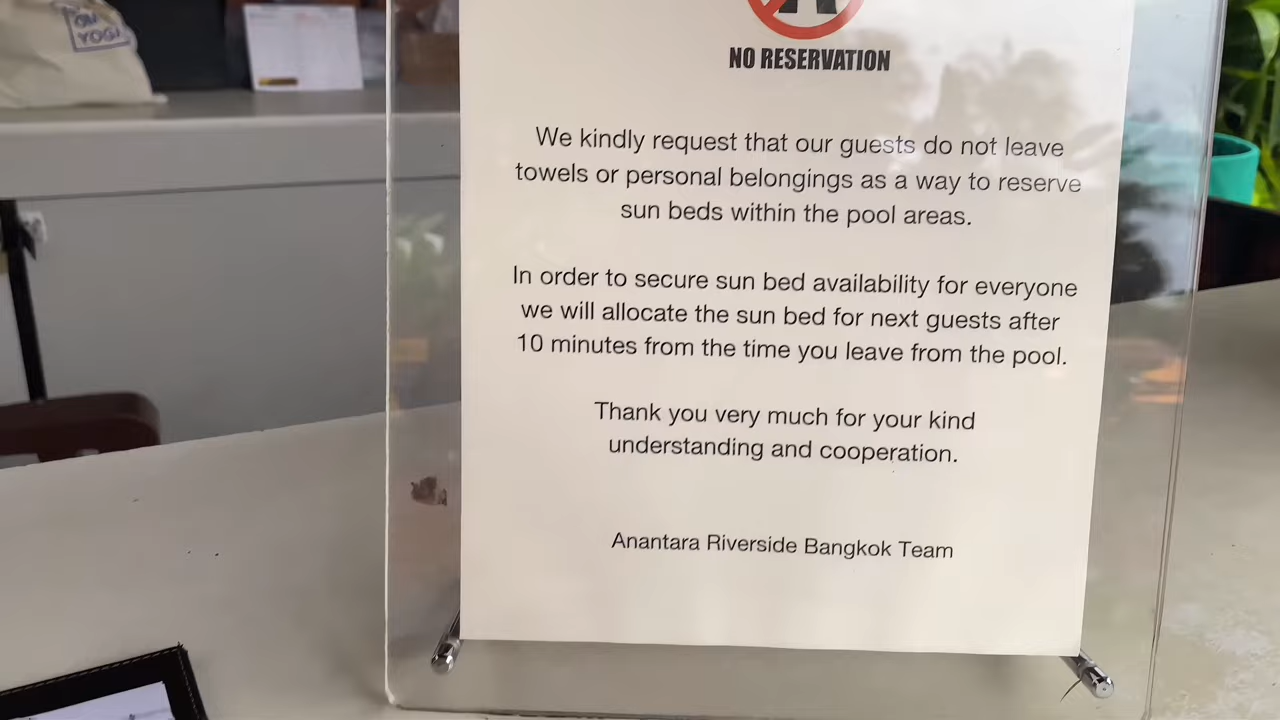 YOGI
NO RESERVATION
We kindly request that our guests do not leave
towels or personal belongings as a way to reserve
sun beds within the pool areas.
In order to secure sun bed availability for everyone
we will allocate the sun bed for next guests after
10 minutes from the time you leave from the pool.
Thank you very much for your kind
understanding and cooperation.
Anantara Riverside Bangkok Team